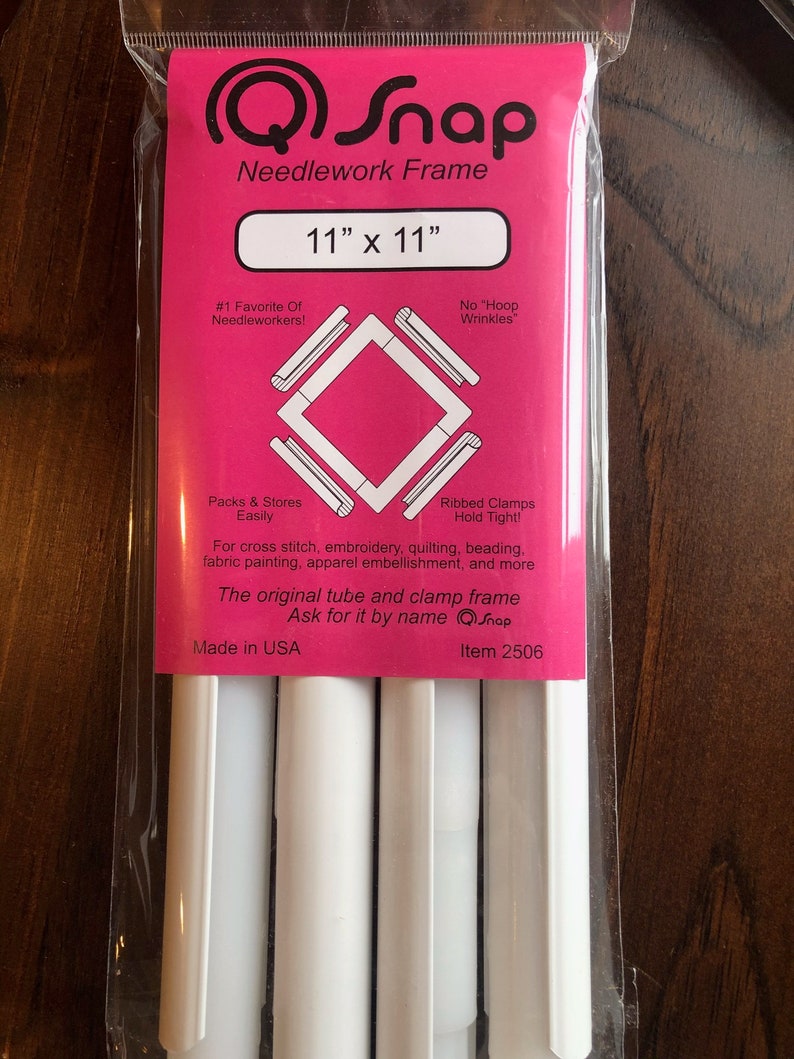 Q Snap
Needlework Frame
11” x 11”
#1 Favorite Of
Needleworkers!
No “Hoop
Wrinkles”
Packs & Stores
Easily
Ribbed Clamps
Hold Tight!
For cross stitch, embroidery, quilting, beading,
fabric painting, apparel embellishment, and more
The original tube and clamp frame
Ask for it by name Q Snap
Made in USA
Item 2506